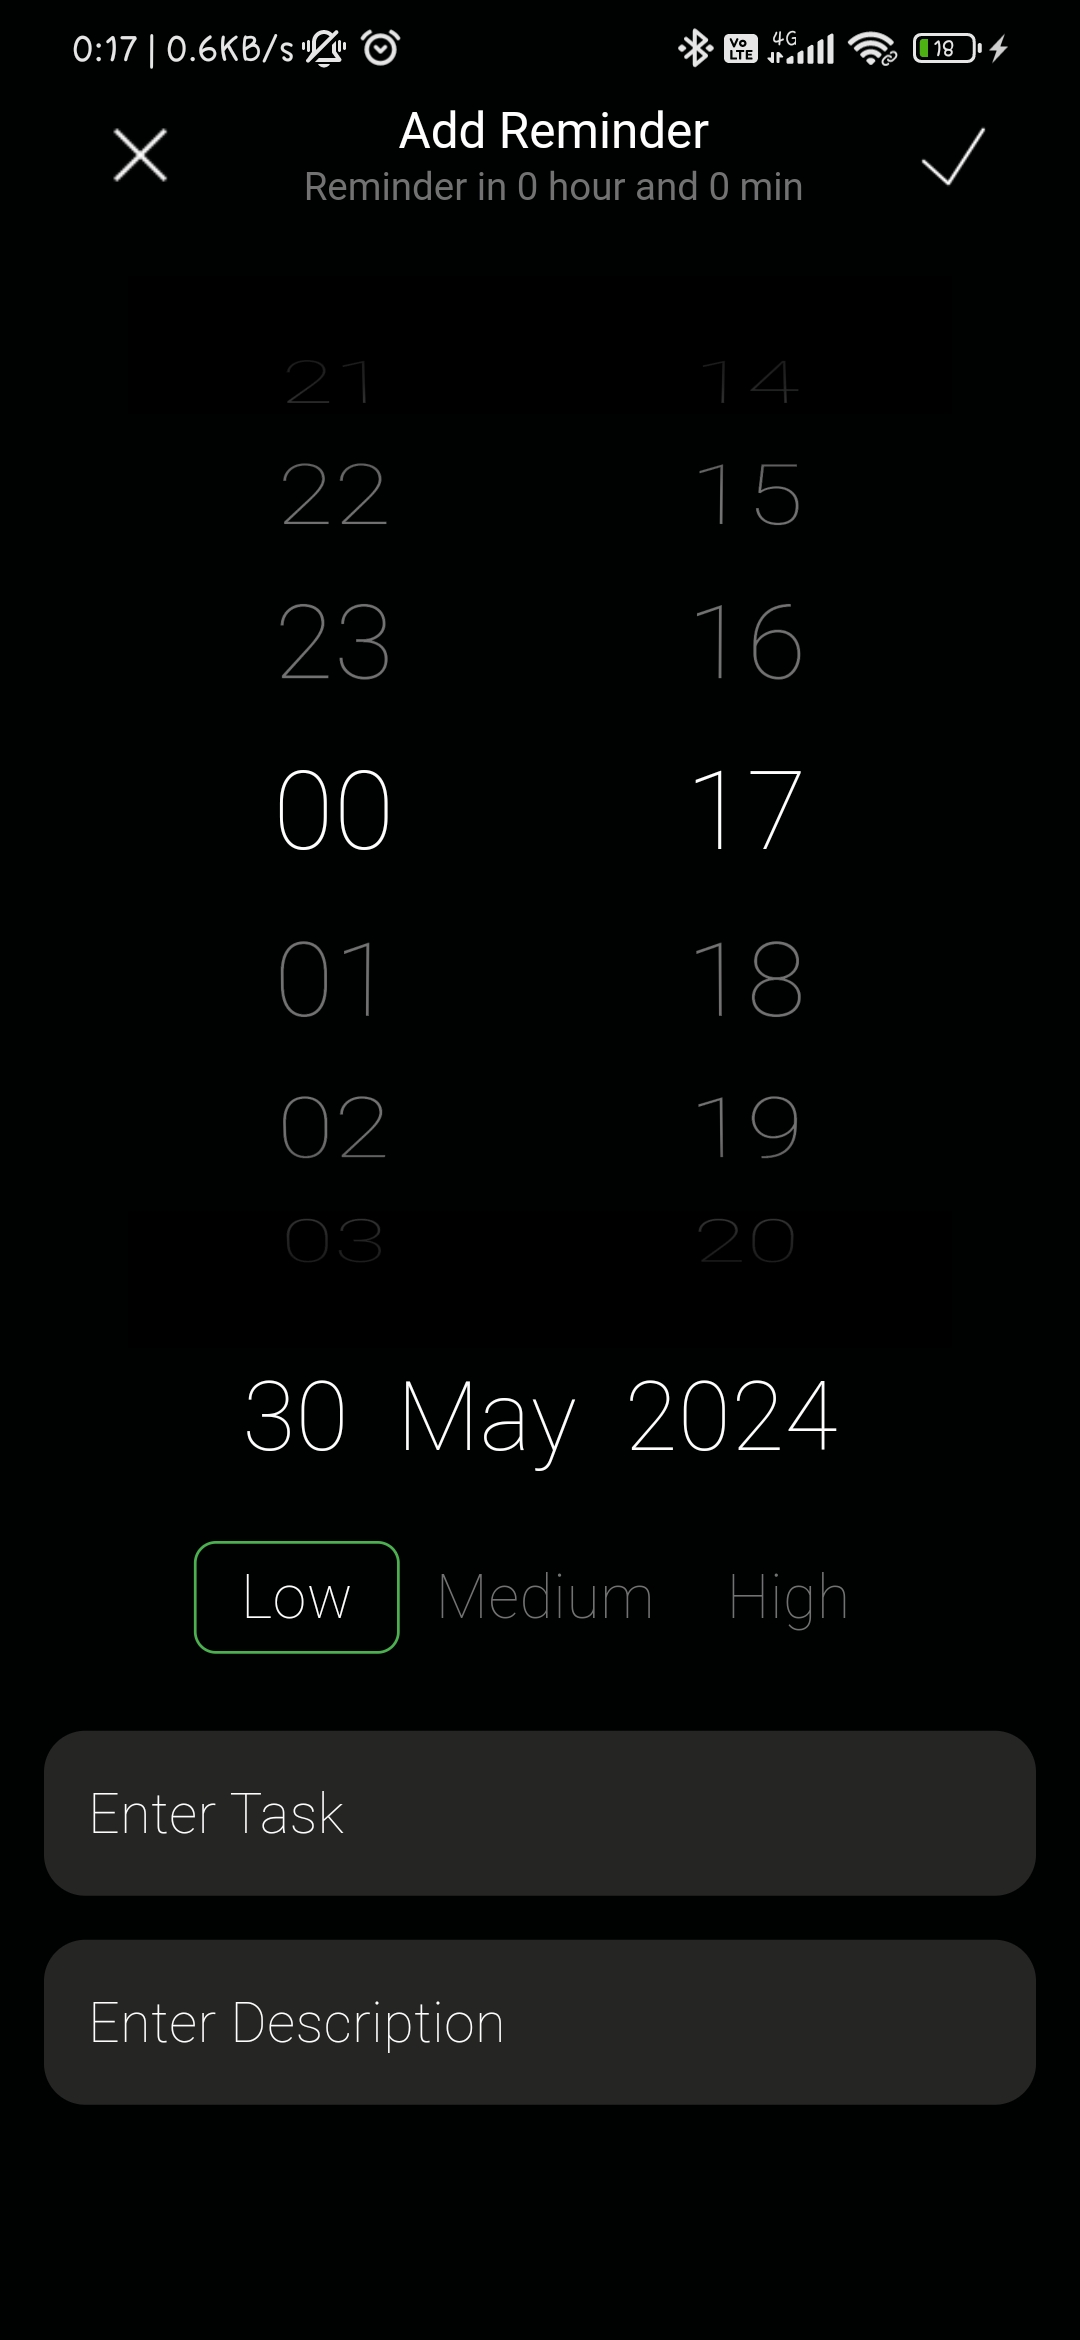 0:17 | 0.6KB/s Vo LTE 4G 18
Add Reminder
Reminder in 0 hour and 0 min
21 14
22 15
23 16
00 17
01 18
02 19
03 20
30 May 2024
Low Medium High
Enter Task
Enter Description